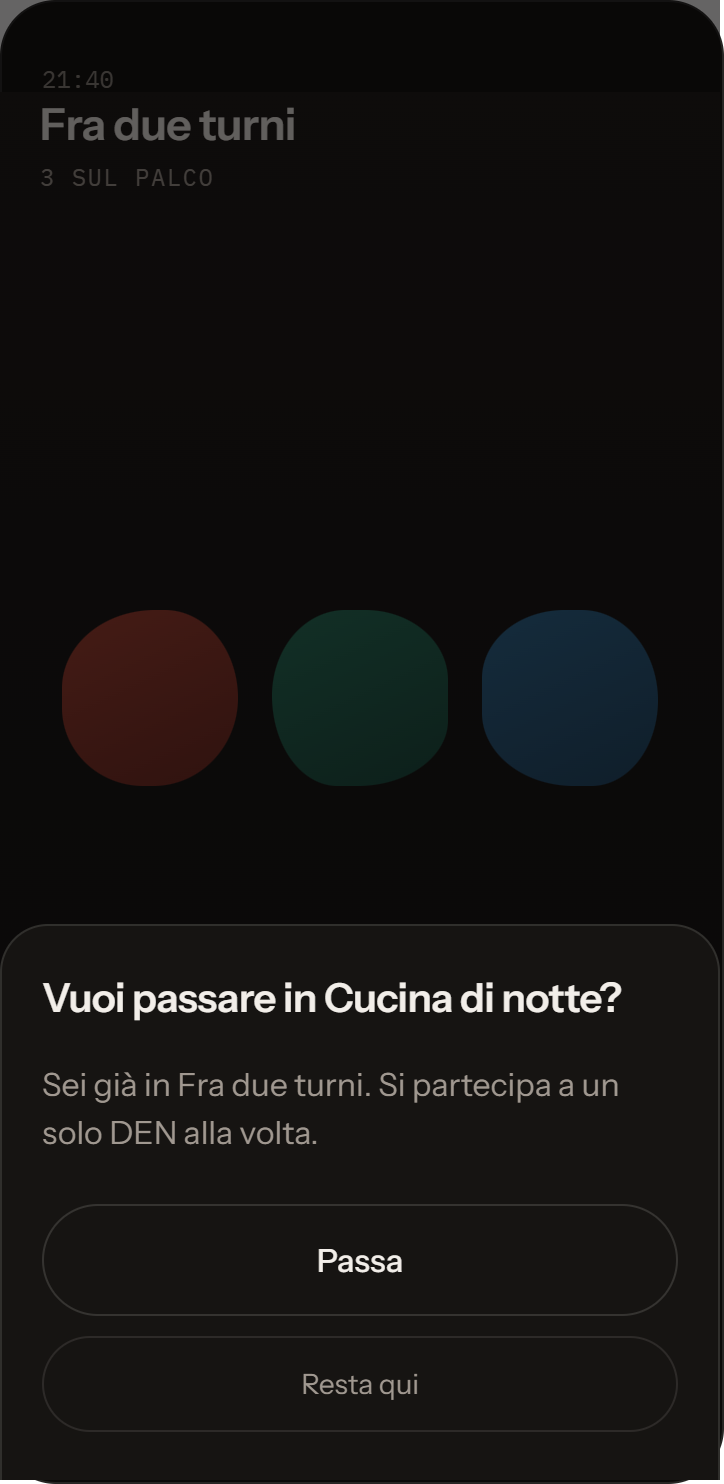 21:40
Fra due turni
3 SUL PALCO
Vuoi passare in Cucina di notte?
Sei già in Fra due turni. Si partecipa a un
solo DEN alla volta.
Passa
Resta qui